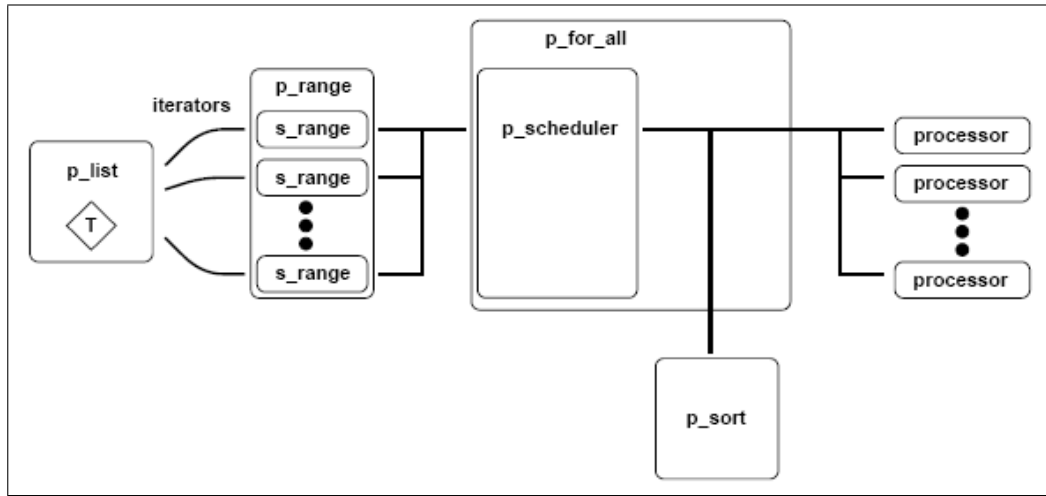 p_for_all
p_range
iterators
s_range
p_scheduler
processor
p_list
s_range
processor
T
s_range
processor
p_sort